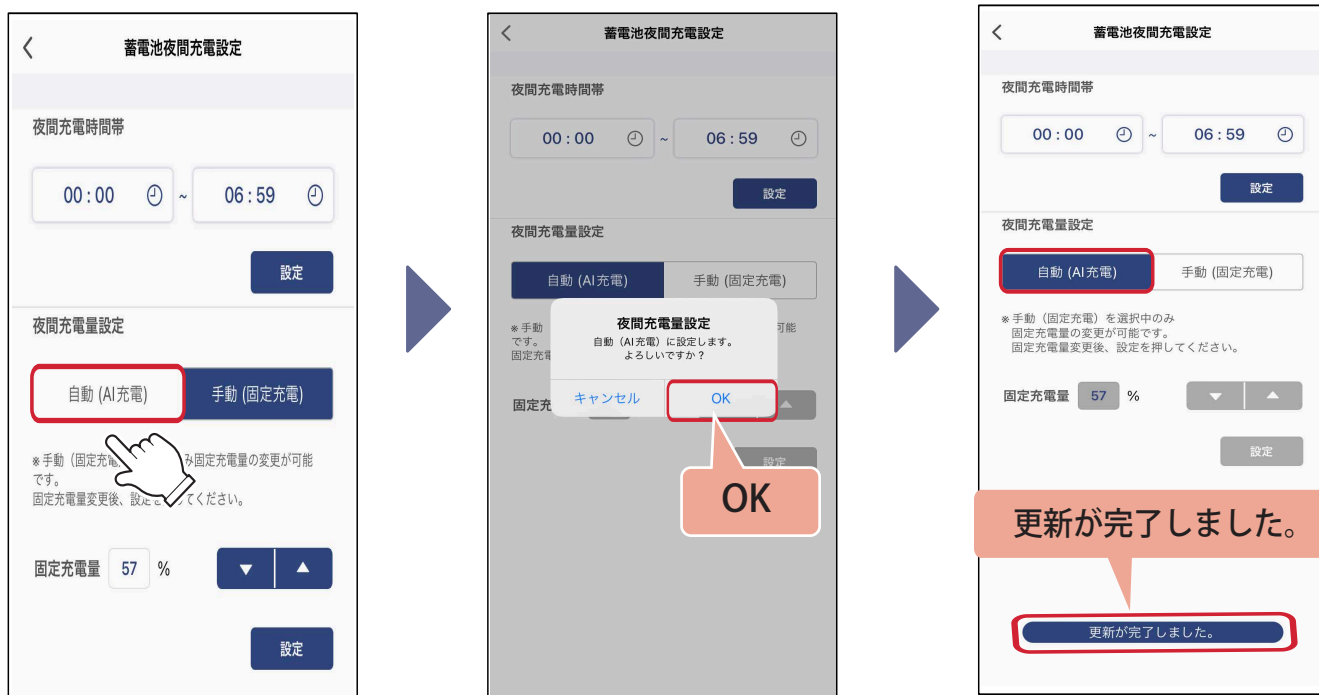 蓄電池夜間充電設定
夜間充電時間帯
00 : 00 ~ 06 : 59
設定
夜間充電量設定
自動 (AI充電) 手動 (固定充電)
※手動（固定充電 み固定充電量の変更が可能
です。
固定充電量変更後、設定を してください。
固定充電量 57 %
▼ ▲
設定
蓄電池夜間充電設定
夜間充電時間帯
00 : 00 ~ 06 : 59
設定
夜間充電量設定
自動 (AI充電) 手動 (固定充電)
※手動 可能
です。
固定充電
夜間充電量設定
自動（AI充電）に設定します。
よろしいですか？
キャンセル OK
固定充
設定
OK
蓄電池夜間充電設定
夜間充電時間帯
00 : 00 ~ 06 : 59
設定
夜間充電量設定
自動 (AI充電) 手動 (固定充電)
※手動（固定充電）を選択中のみ
固定充電量の変更が可能です。
固定充電量変更後、設定を押してください。
固定充電量 57 %
▼ ▲
設定
更新が完了しました。
更新が完了しました。